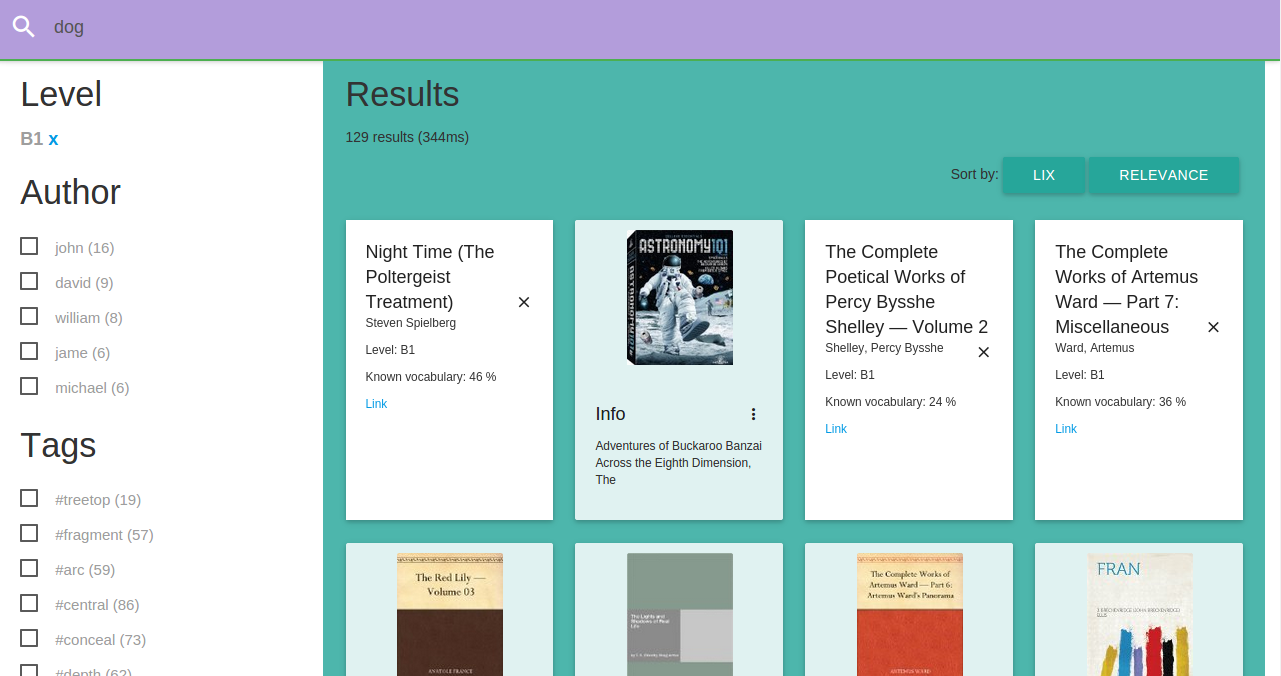 dog
Level
B1 x
Author
john (16)
david (9)
william (8)
jame (6)
michael (6)
Tags
#treetop (19)
#fragment (57)
#arc (59)
#central (86)
#conceal (73)
#depth (62)
Results
129 results (344ms)
Sort by: LIX RELEVANCE
Night Time (The
Poltergeist
Treatment)
Steven Spielberg
Level: B1
Known vocabulary: 46 %
Link
ASTRONOMY101
Info
Adventures of Buckaroo Banzai
Across the Eighth Dimension,
The
The Complete
Poetical Works of
Percy Bysshe
Shelley — Volume 2
Shelley, Percy Bysshe
Level: B1
Known vocabulary: 24 %
Link
The Complete
Works of Artemus
Ward — Part 7:
Miscellaneous
Ward, Artemus
Level: B1
Known vocabulary: 36 %
Link
The Red Lily —
Volume 03
ANATOLE FRANCE
The Lights and
Shadows of Real
Life
The Complete Works of
Artemus Ward — Part 6:
Artemus Ward's Panorama
ARTEMUS WARD
FRAN